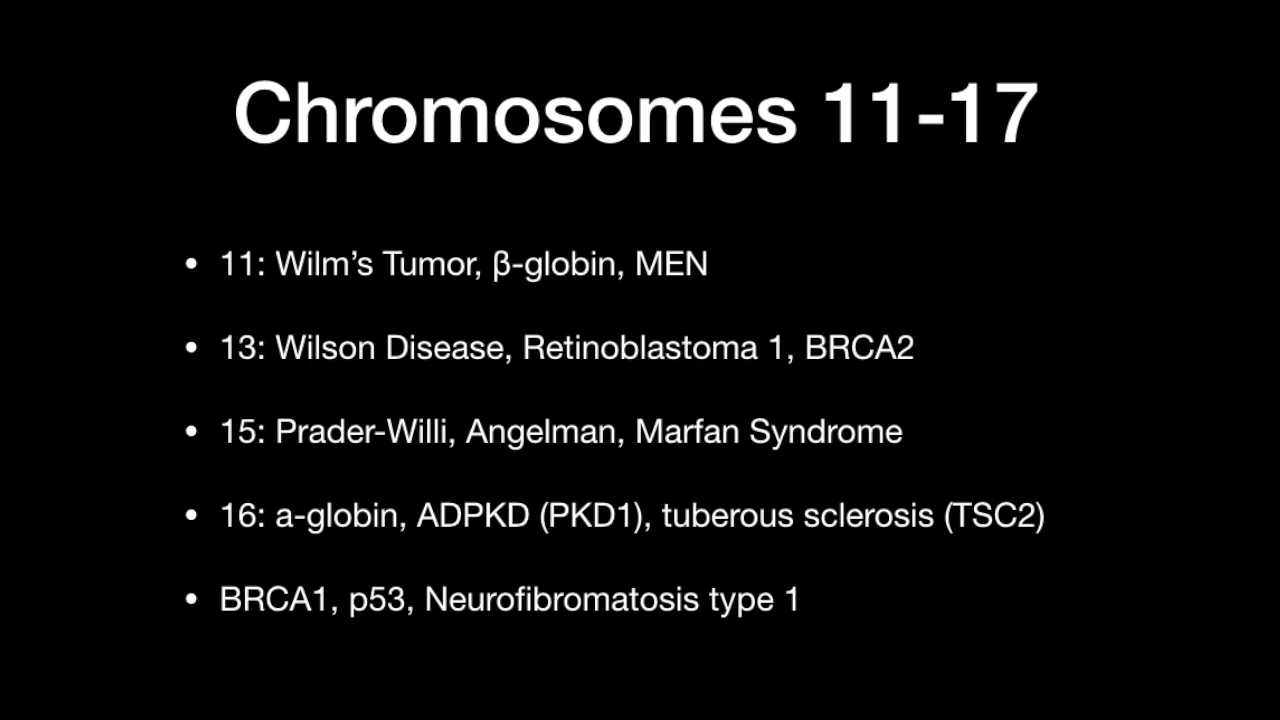 Chromosomes 11-17
• 11: Wilm’s Tumor, β-globin, MEN
• 13: Wilson Disease, Retinoblastoma 1, BRCA2
• 15: Prader-Willi, Angelman, Marfan Syndrome
• 16: a-globin, ADPKD (PKD1), tuberous sclerosis (TSC2)
• BRCA1, p53, Neurofibromatosis type 1